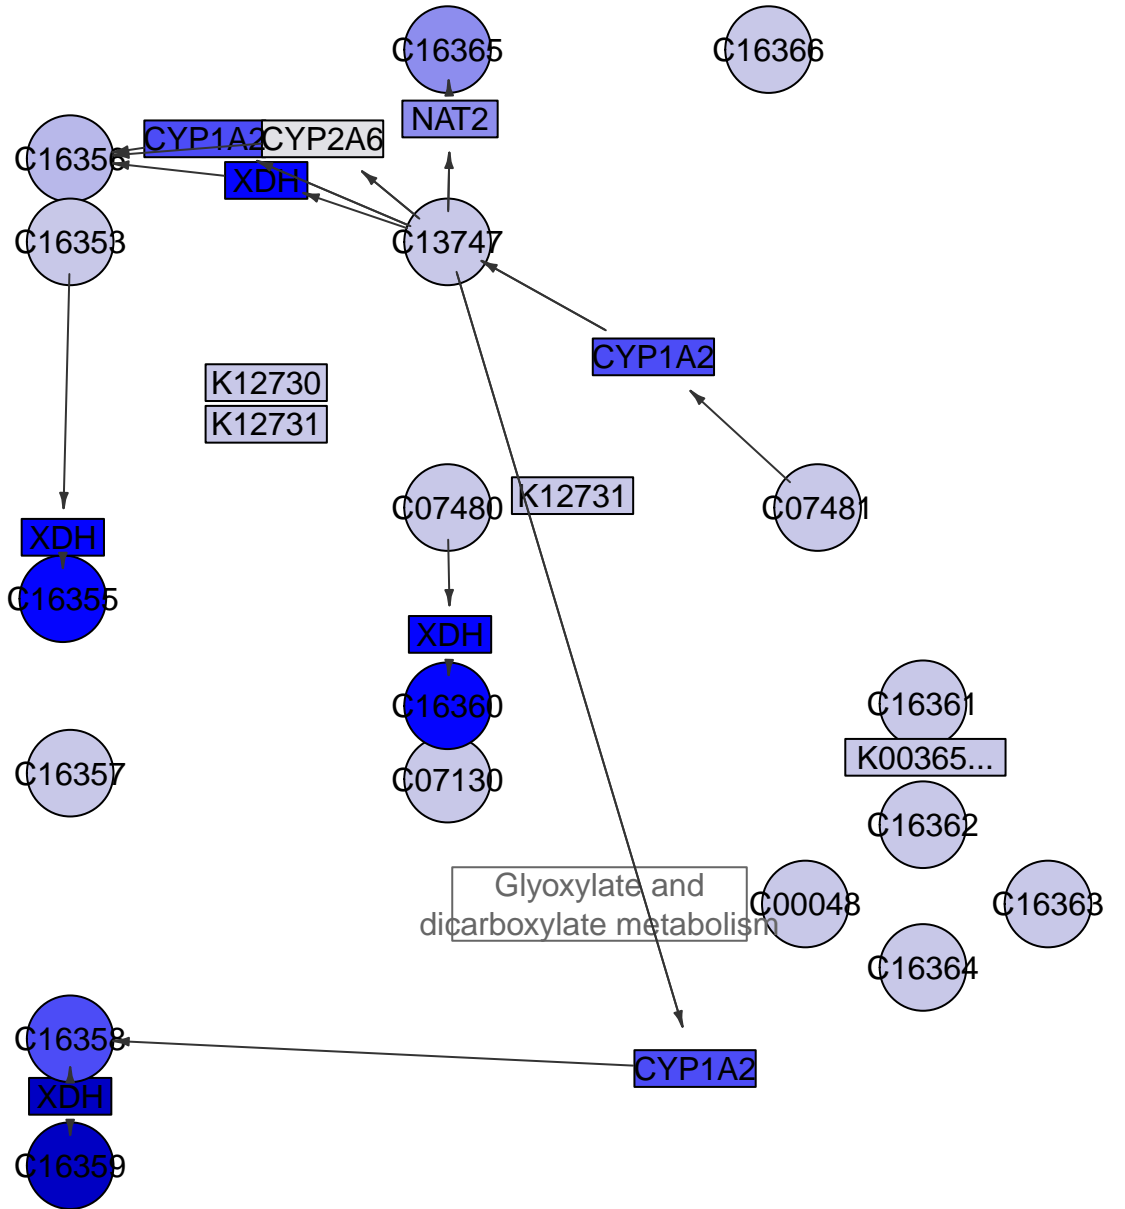 C16365
C16366
NAT2
CYP1A2
CYP2A6
C16356
XDH
C16353
C13747
CYP1A2
K12730
K12731
K12731
C07480
C07481
XDH
C16355
XDH
C16360
C16361
K00365...
C16357
C07130
C16362
Glyoxylate and
dicarboxylate metabolism
C00048
C16363
C16364
C16358
CYP1A2
XDH
C16359